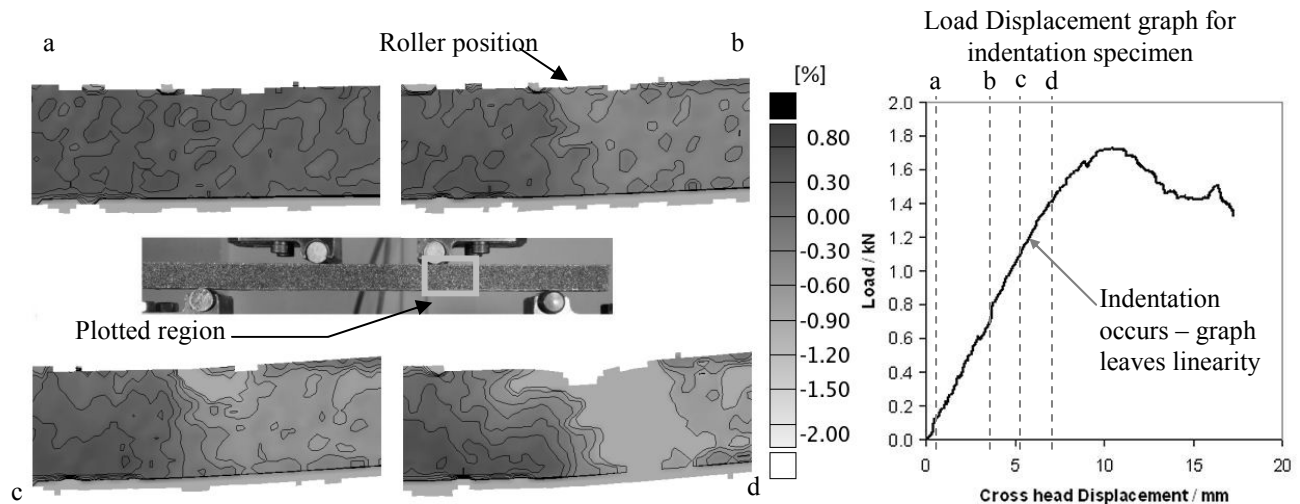 a
Roller position
b
[%]
0.80
0.30
0.00
-0.30
-0.60
-0.90
-1.20
-1.50
-2.00
Plotted region
c
d
Load Displacement graph for
indentation specimen
a b c d
2.0
1.8
1.6
1.4
1.2
1.0
0.8
0.6
0.4
0.2
0.0
Load / kN
Indentation
occurs – graph
leaves linearity
0 5 10 15 20
Cross head Displacement / mm